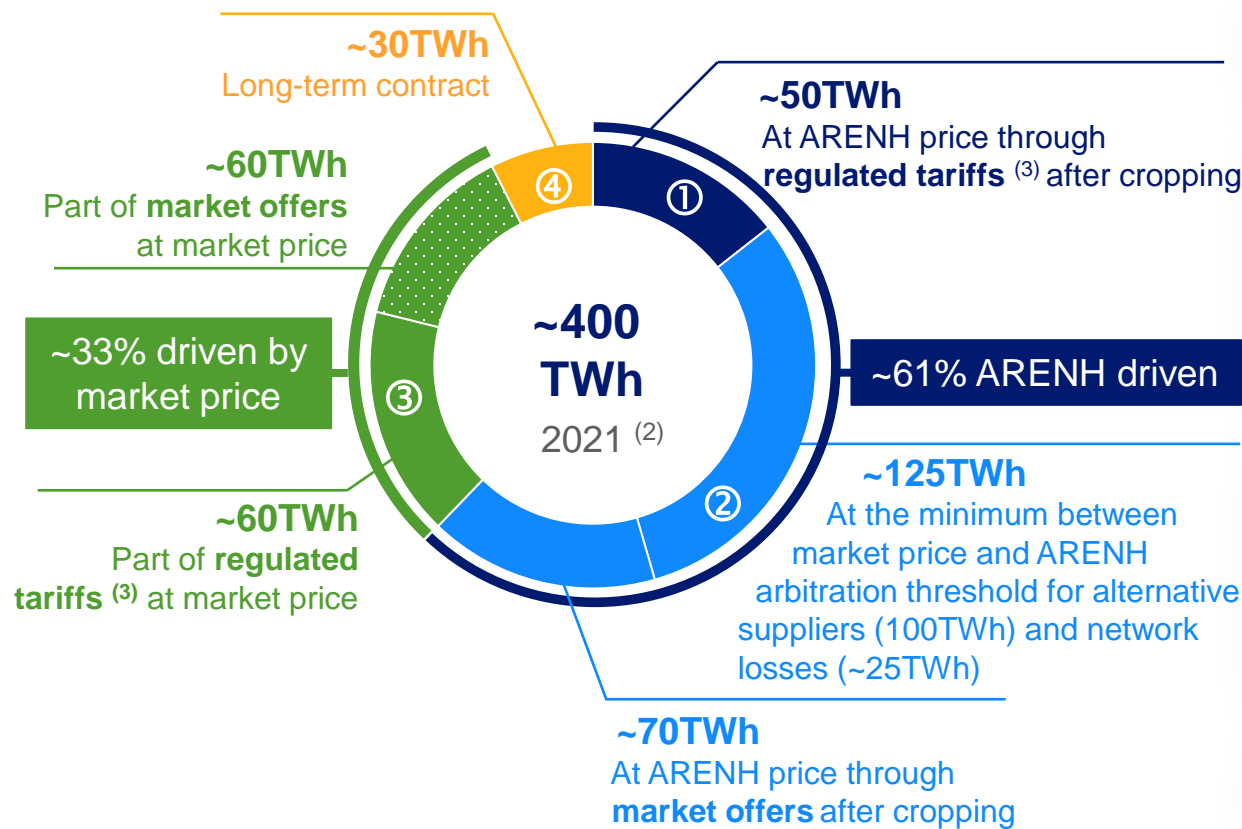 ~30TWh
Long-term contract
~50TWh
At ARENH price through
regulated tariffs (3) after cropping
~60TWh
Part of market offers
at market price
④
①
~400
TWh
2021 (2)
~33% driven by
market price
~61% ARENH driven
③
②
~60TWh
Part of regulated
tariffs (3) at market price
~125TWh
At the minimum between
market price and ARENH
arbitration threshold for alternative
suppliers (100TWh) and network
losses (~25TWh)
~70TWh
At ARENH price through
market offers after cropping